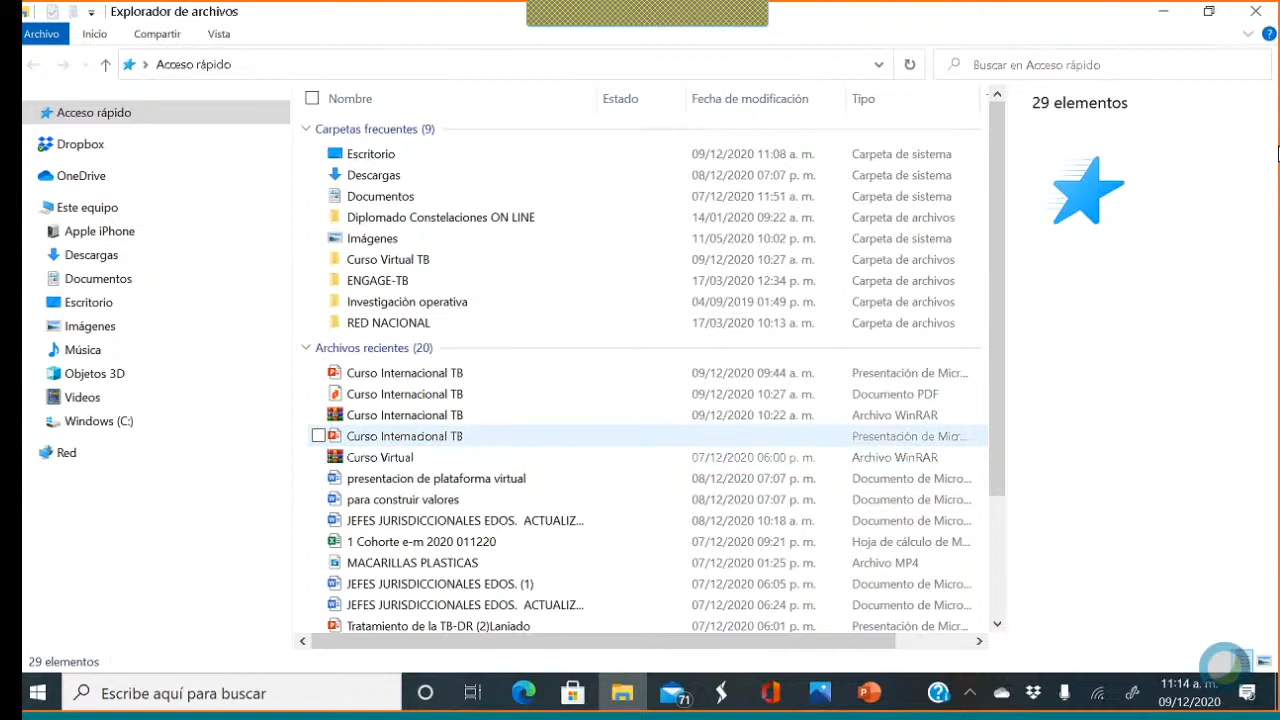 Explorador de archivos
Archivo Inicio Compartir Vista
Acceso rápido Buscar en Acceso rápido
Acceso rápido
Dropbox
OneDrive
Este equipo
Apple iPhone
Descargas
Documentos
Escritorio
Imágenes
Música
Objetos 3D
Videos
Windows (C:)
Red
Nombre Estado Fecha de modificación Tipo
Carpetas frecuentes (9)
Escritorio 09/12/2020 11:08 a. m. Carpeta de sistema
Descargas 08/12/2020 07:07 p. m. Carpeta de sistema
Documentos 07/12/2020 11:51 a. m. Carpeta de sistema
Diplomado Constelaciones ON LINE 14/01/2020 09:22 a. m. Carpeta de archivos
Imágenes 11/05/2020 10:02 p. m. Carpeta de sistema
Curso Virtual TB 09/12/2020 10:27 a. m. Carpeta de archivos
ENGAGE-TB 17/03/2020 12:34 p. m. Carpeta de archivos
Investigaciòn operativa 04/09/2019 01:49 p. m. Carpeta de archivos
RED NACIONAL 17/03/2020 10:13 a. m. Carpeta de archivos
Archivos recientes (20)
Curso Internacional TB 09/12/2020 09:44 a. m. Presentación de Micr...
Curso Internacional TB 09/12/2020 10:27 a. m. Documento PDF
Curso Internacional TB 09/12/2020 10:22 a. m. Archivo WinRAR
Curso Internacional TB Presentación de Micr...
Curso Virtual 07/12/2020 06:00 p. m. Archivo WinRAR
presentacion de plataforma virtual 08/12/2020 07:07 p. m. Documento de Micro...
para construir valores 08/12/2020 07:07 p. m. Documento de Micro...
JEFES JURISDICCIONALES EDOS. ACTUALIZ... 08/12/2020 10:18 a. m. Documento de Micro...
1 Cohorte e-m 2020 011220 07/12/2020 09:21 p. m. Hoja de cálculo de M...
MACARILLAS PLASTICAS 07/12/2020 01:25 p. m. Archivo MP4
JEFES JURISDICCIONALES EDOS. (1) 07/12/2020 06:05 p. m. Documento de Micro...
JEFES JURISDICCIONALES EDOS. ACTUALIZ... 07/12/2020 06:24 p. m. Documento de Micro...
Tratamiento de la TB-DR (2)Laniado 07/12/2020 06:01 p. m. Presentación de Micr...
29 elementos
29 elementos
Escribe aquí para buscar
71
11:14 a. m.
09/12/2020